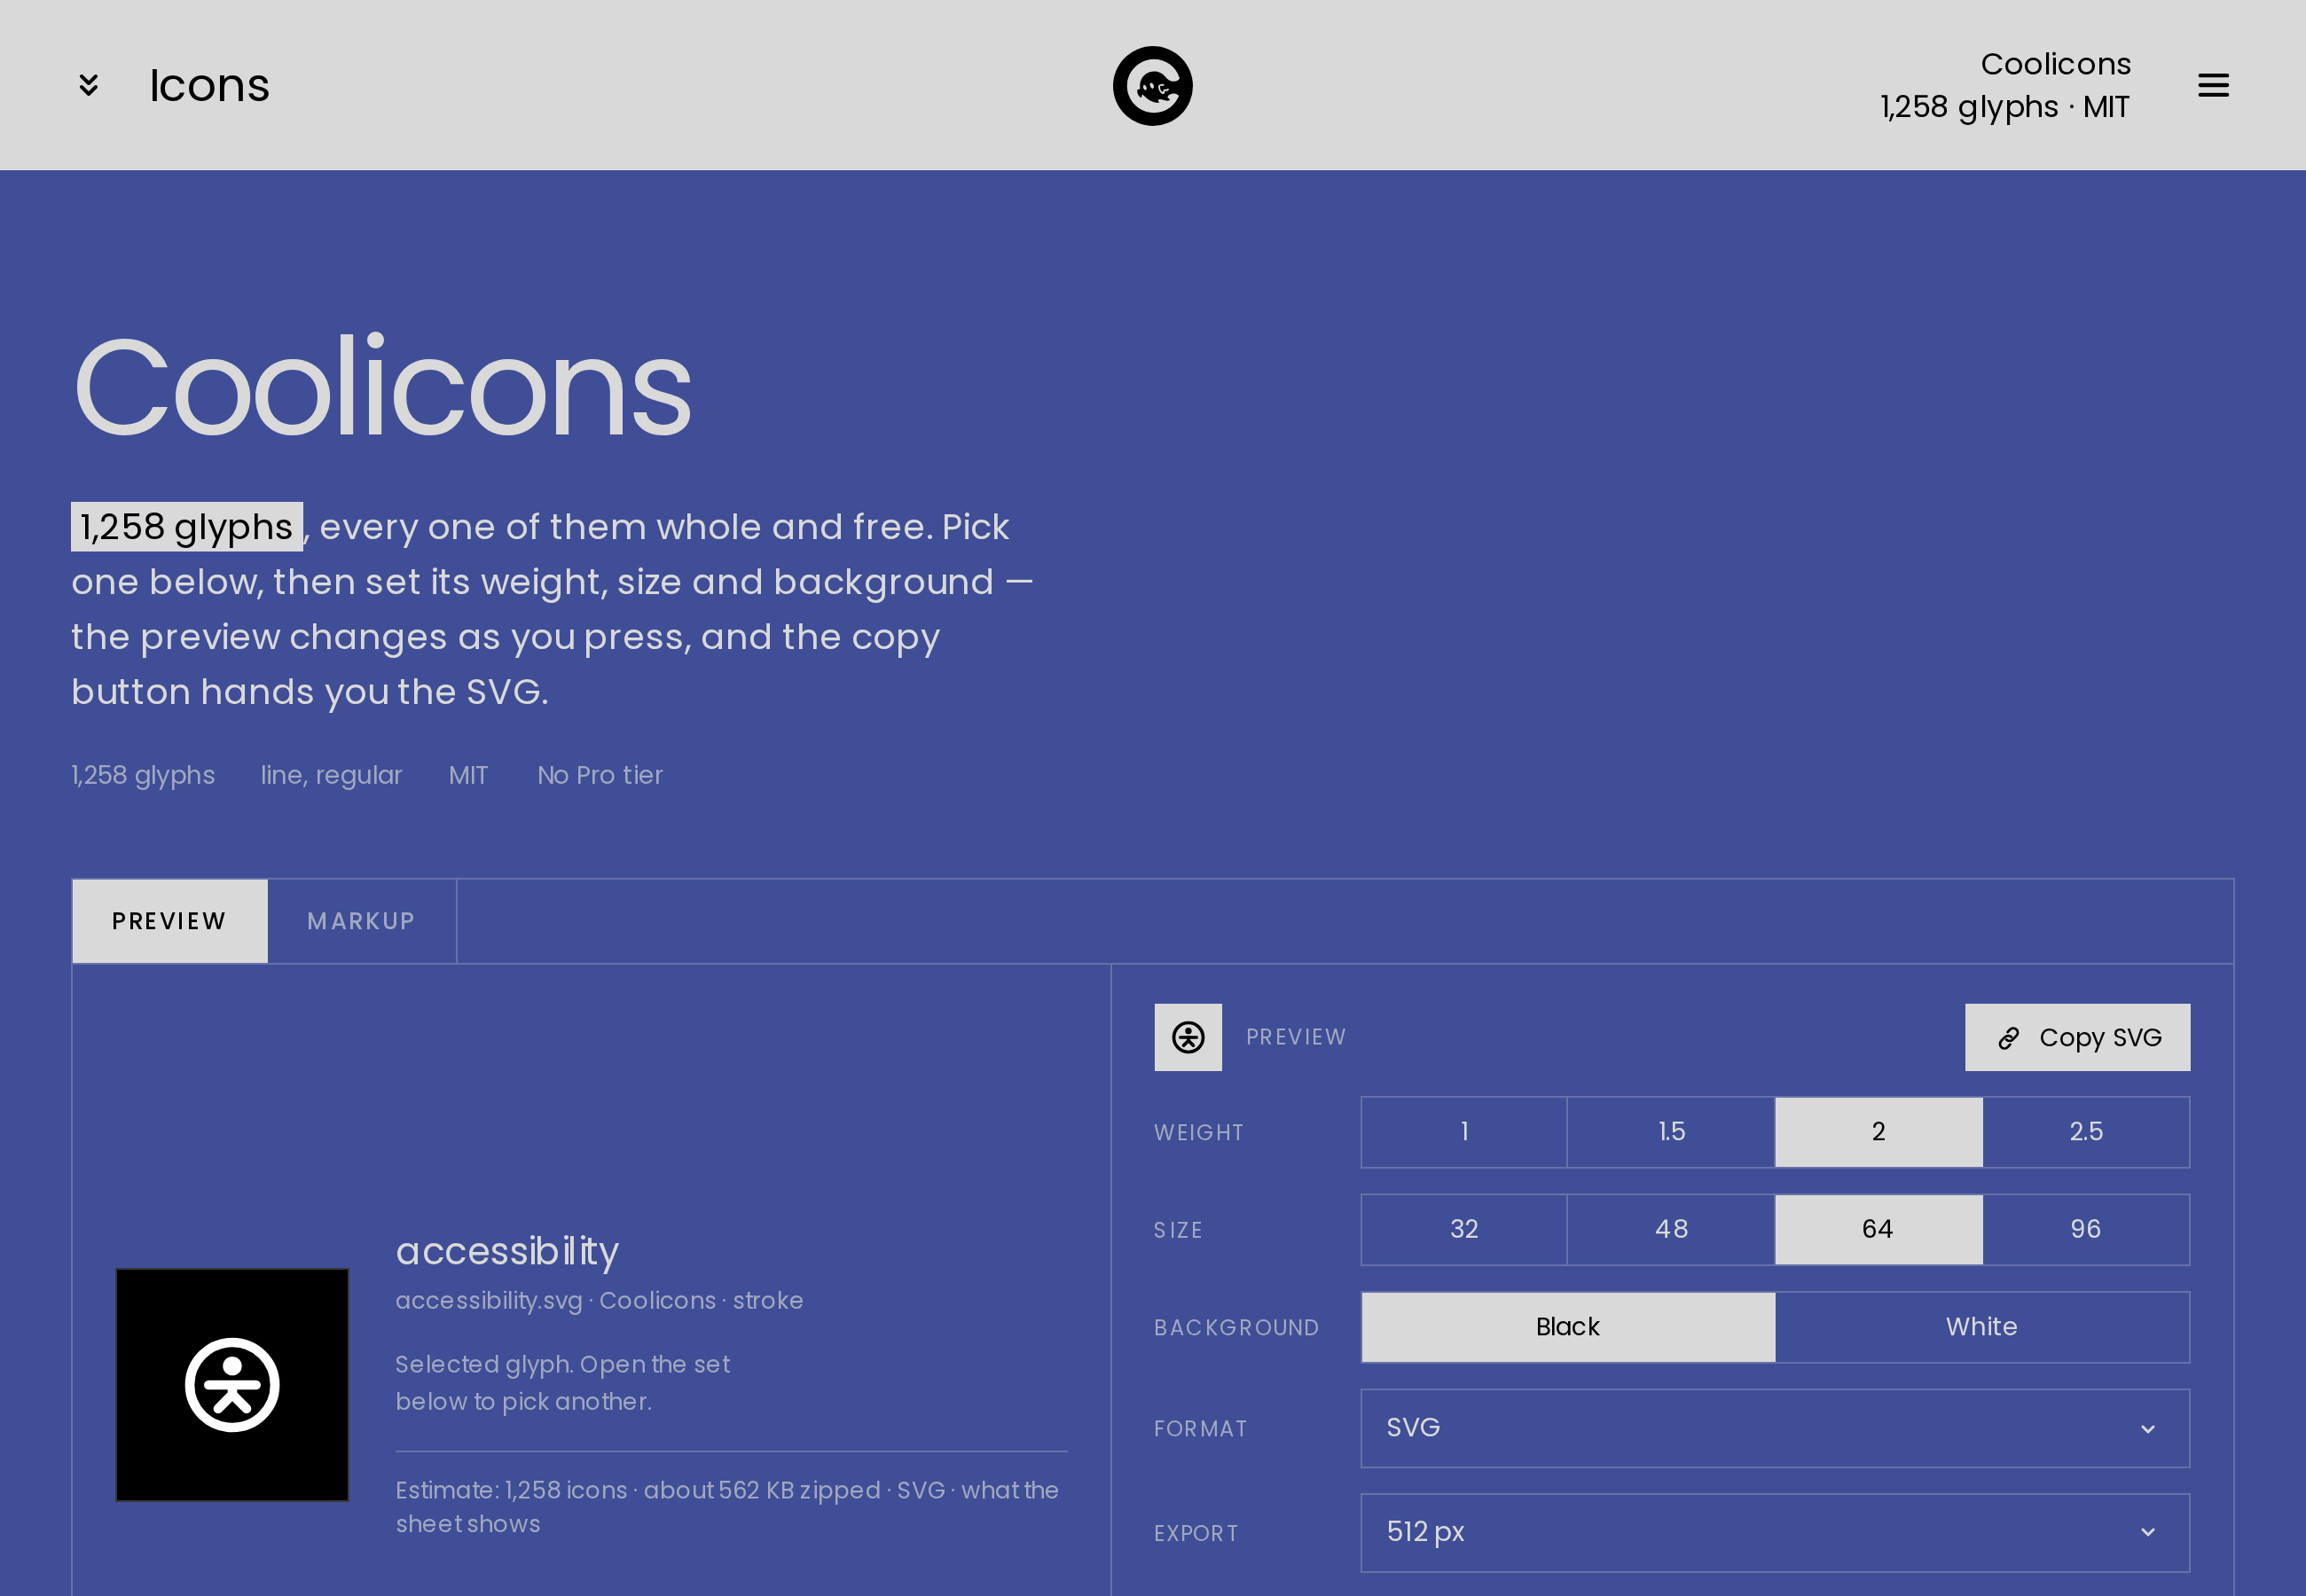 Icons
Coolicons
1,258 glyphs · MIT
Coolicons
1,258 glyphs, every one of them whole and free. Pick
one below, then set its weight, size and background —
the preview changes as you press, and the copy
button hands you the SVG.
1,258 glyphs line, regular MIT No Pro tier
PREVIEW MARKUP
accessibility
accessibility.svg · Coolicons · stroke
Selected glyph. Open the set
below to pick another.
Estimate: 1,258 icons · about 562 KB zipped · SVG · what the
sheet shows
PREVIEW Copy SVG
WEIGHT 1 1.5 2 2.5
SIZE 32 48 64 96
BACKGROUND Black White
FORMAT SVG
EXPORT 512 px